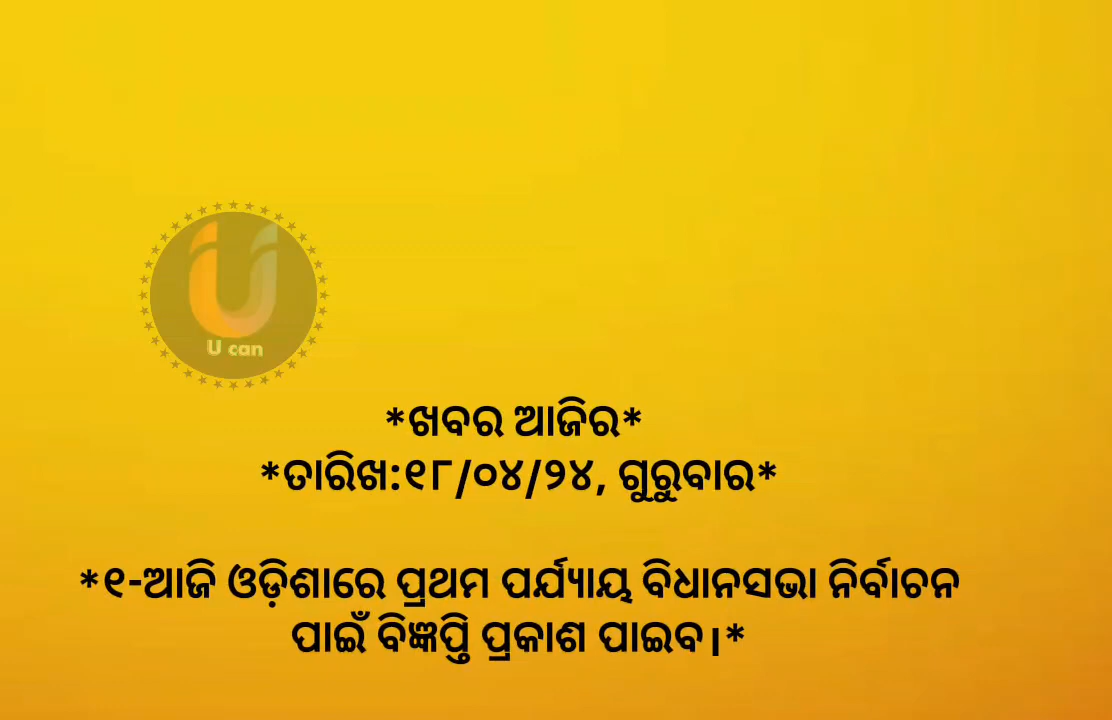 U can
*ଖବର ଆଜିର*
*ତାରିଖ:୧୮/୦୪/୨୪, ଗୁରୁବାର*
*୧-ଆଜି ଓଡ଼ିଶାରେ ପ୍ରଥମ ପର୍ଯ୍ୟାୟ ବିଧାନସଭା ନିର୍ବାଚନ
ପାଇଁ ବିଜ୍ଞପ୍ତି ପ୍ରକାଶ ପାଇବ।*